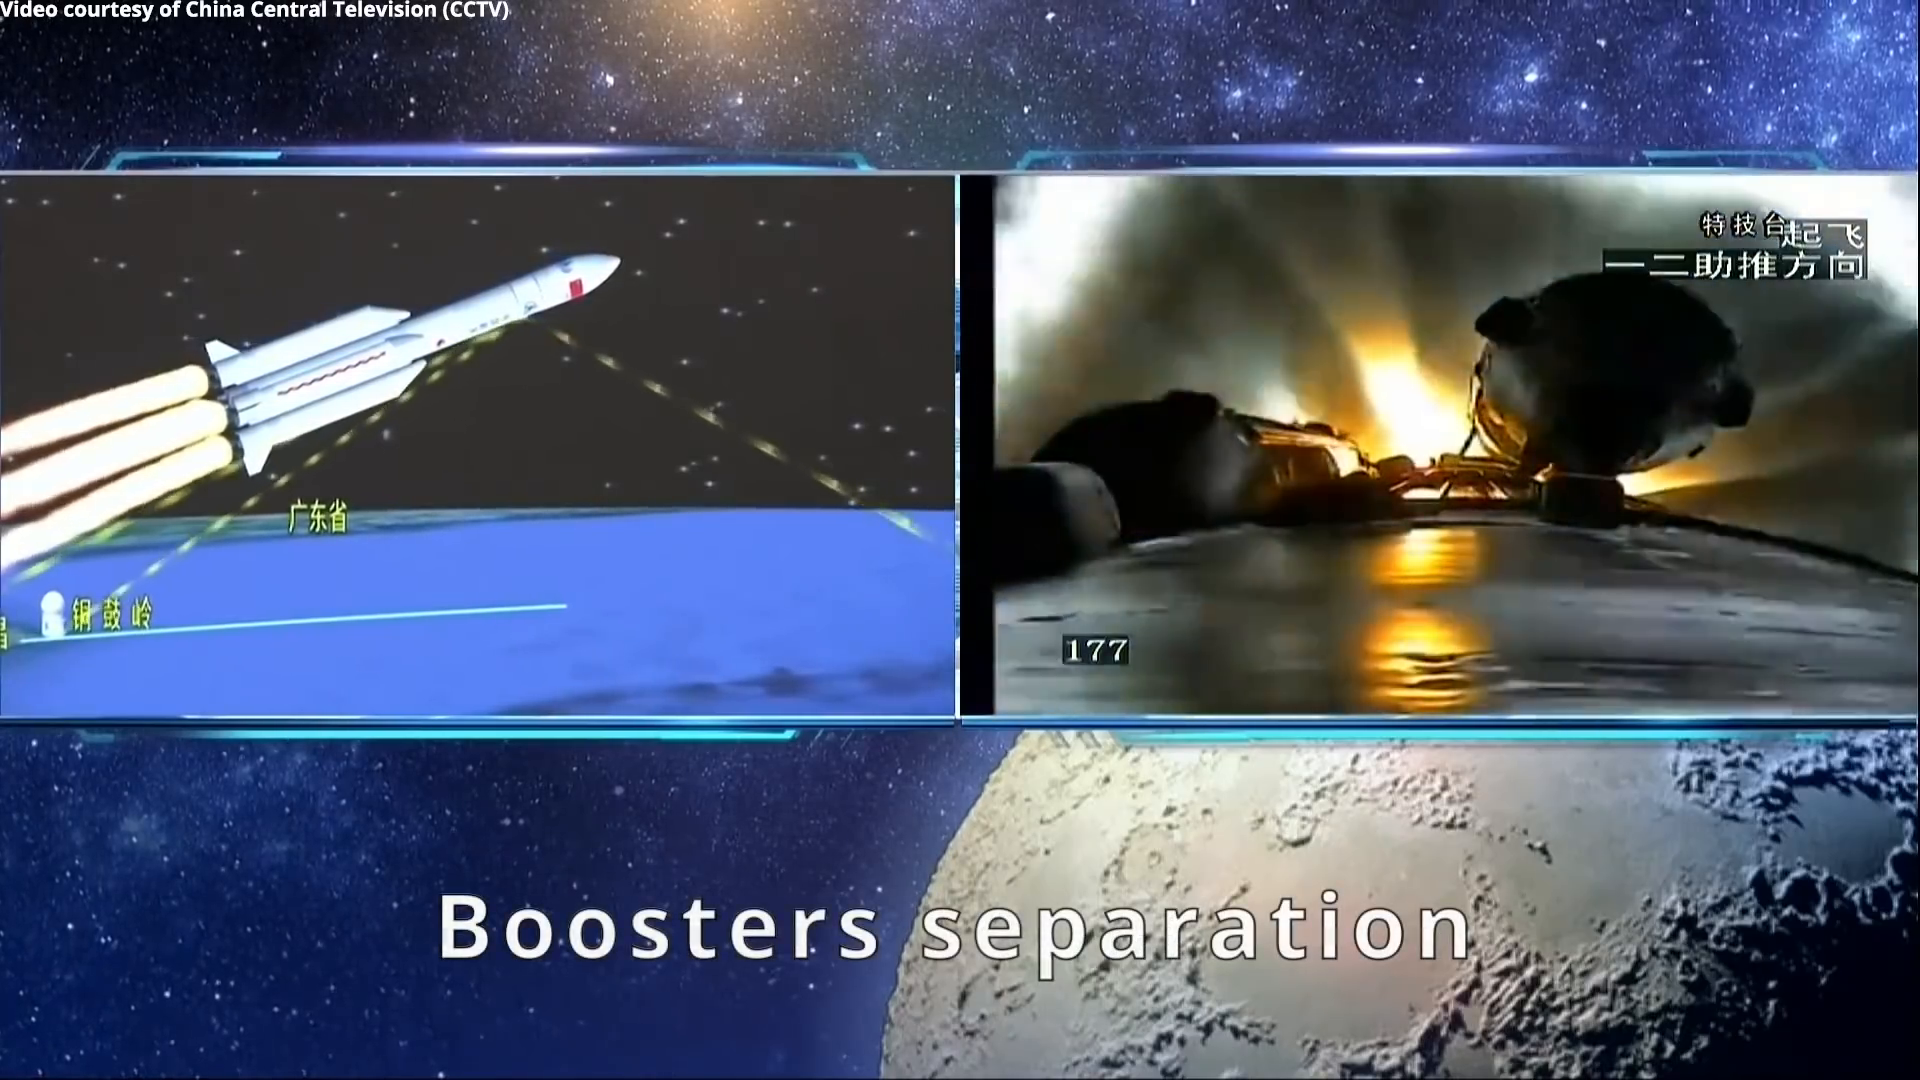 Video courtesy of China Central Television (CCTV)
特技台
起飞
一二助推方向
广东省
铜鼓岭
177
Boosters separation